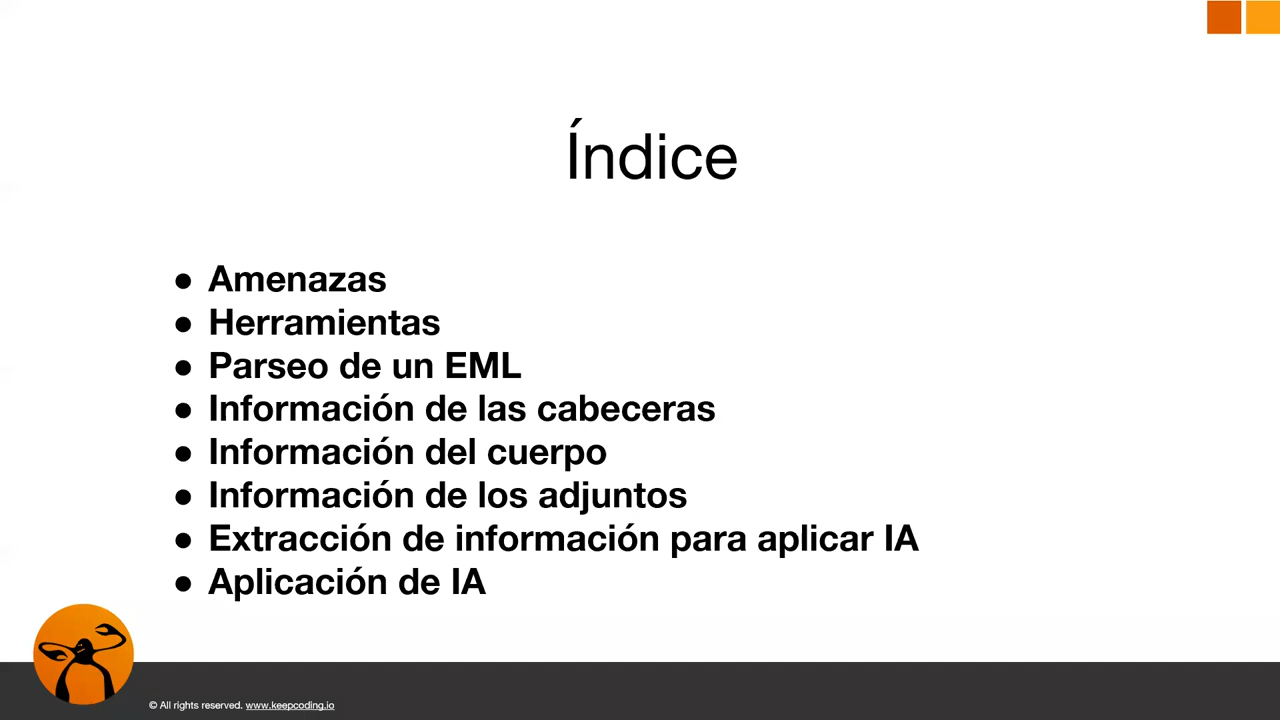 Índice
● Amenazas
● Herramientas
● Parseo de un EML
● Información de las cabeceras
● Información del cuerpo
● Información de los adjuntos
● Extracción de información para aplicar IA
● Aplicación de IA
© All rights reserved. www.keepcoding.io